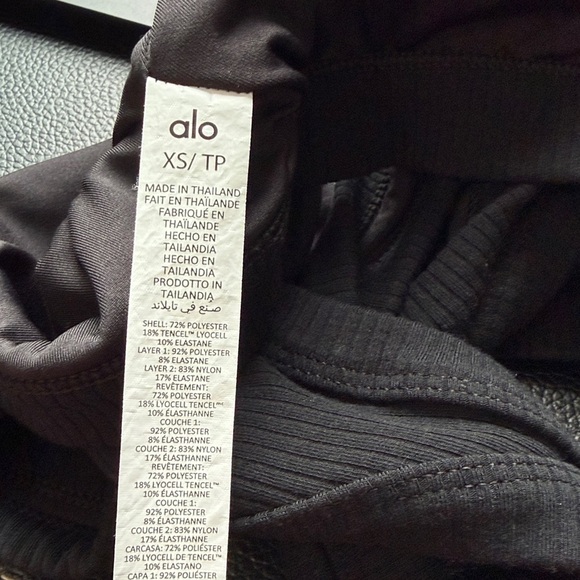 alo
XS/ TP
MADE IN THAILAND
FAIT EN THAÏLANDE
FABRIQUÉ EN
THAÏLANDE
HECHO EN
TAILANDIA
HECHO EN
TAILANDIA
PRODOTTO IN
TAILANDIA
صنع في تايلاند
SHELL: 72% POLYESTER
18% TENCEL™ LYOCELL
10% ELASTANE
LAYER 1: 92% POLYESTER
8% ELASTANE
LAYER 2: 83% NYLON
17% ELASTANE
REVÊTEMENT:
72% POLYESTER
18% LYOCELL TENCEL™
10% ÉLASTHANNE
COUCHE 1:
92% POLYESTER
8% ÉLASTHANNE
COUCHE 2: 83% NYLON
17% ÉLASTHANNE
REVÊTEMENT:
72% POLYESTER
18% LYOCELL TENCEL™
10% ÉLASTHANNE
COUCHE 1:
92% POLYESTER
8% ÉLASTHANNE
COUCHE 2: 83% NYLON
17% ÉLASTHANNE
CARCASA: 72% POLIÉSTER
18% LYOCELL DE TENCEL™
10% ELASTANO
CAPA 1: 92% POLIÉSTER